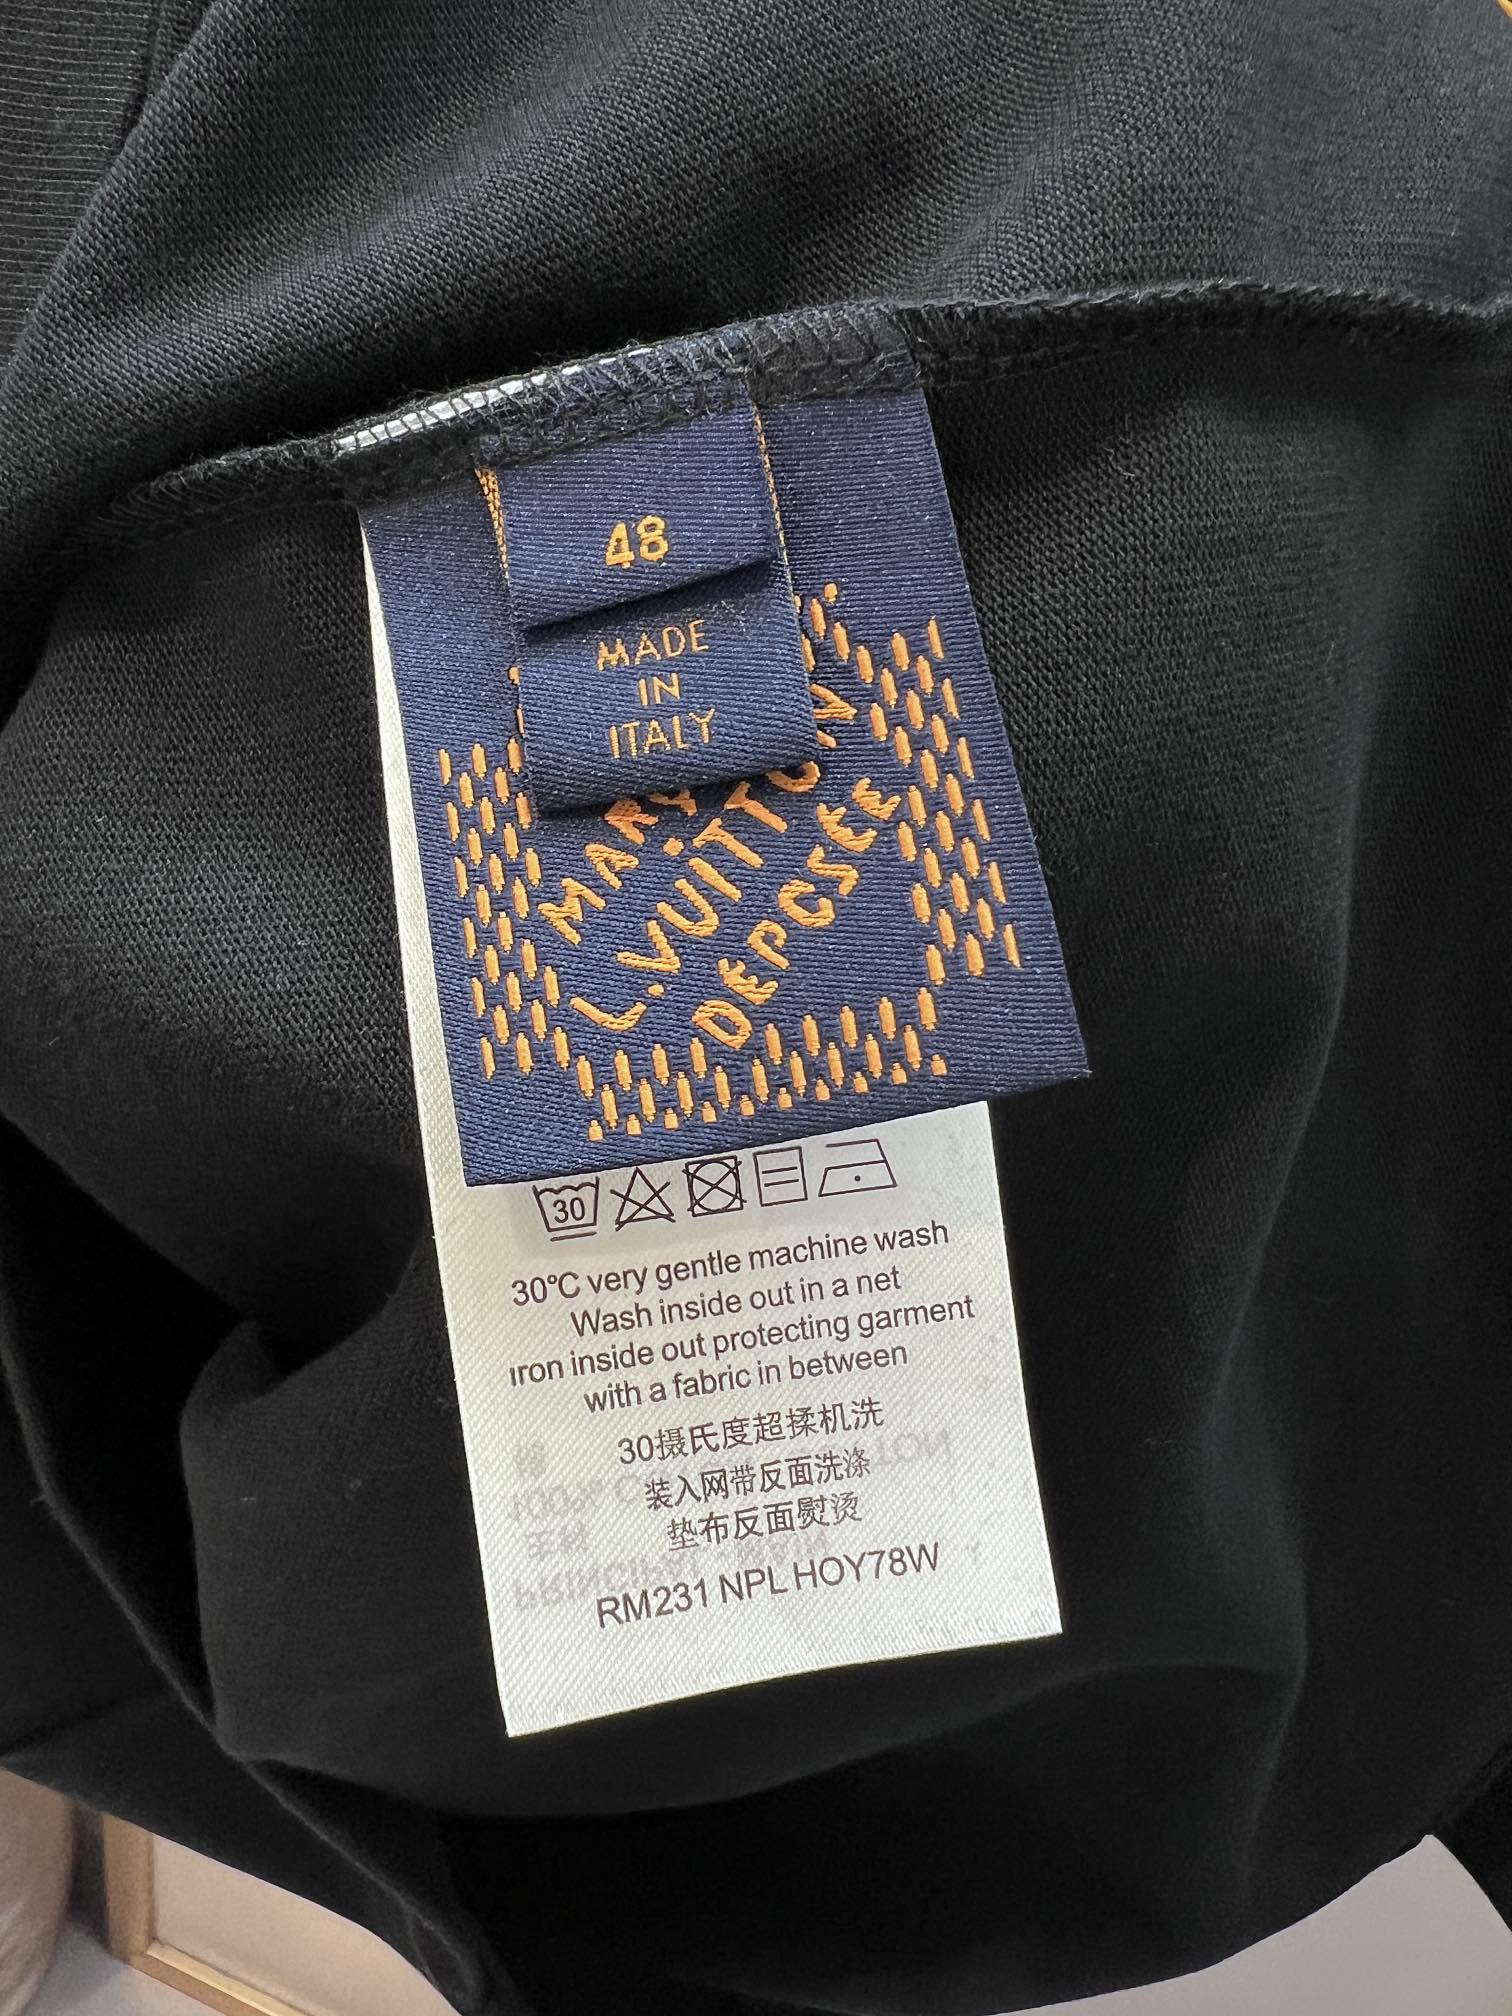 48
MADE
IN
ITALY
L.VUITTON
DEPCSEE
30
30°C very gentle machine wash
Wash inside out in a net
Iron inside out protecting garment
with a fabric in between
30摄氏度超揉机洗
装入网带反面洗涤
垫布反面熨烫
RM231 NPL HOY78W